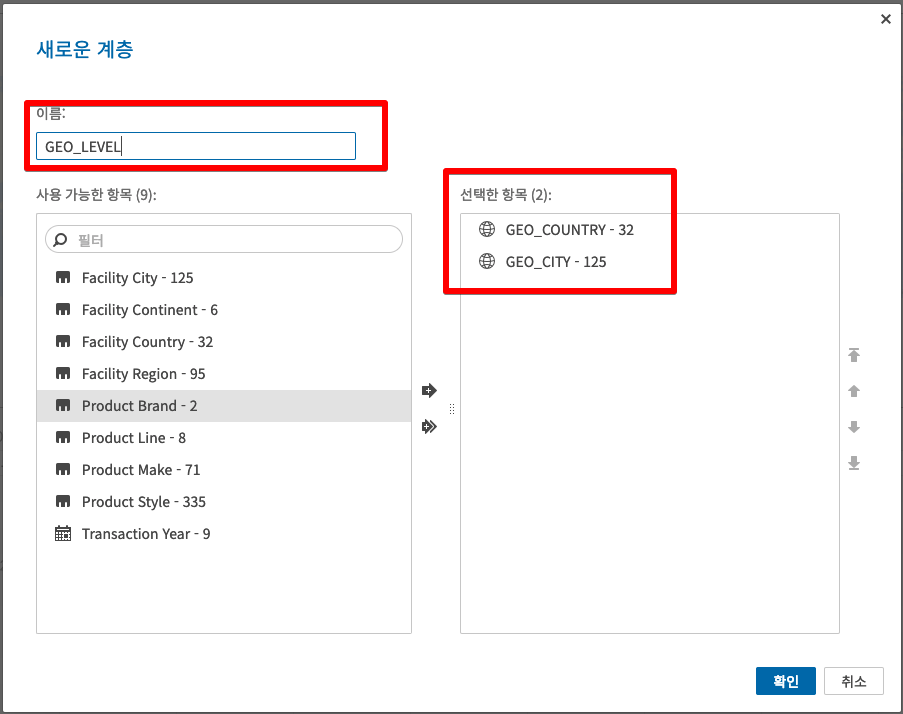 새로운 계층
이름:
GEO_LEVEL
사용 가능한 항목 (9):
필터
Facility City - 125
Facility Continent - 6
Facility Country - 32
Facility Region - 95
Product Brand - 2
Product Line - 8
Product Make - 71
Product Style - 335
Transaction Year - 9
선택한 항목 (2):
GEO_COUNTRY - 32
GEO_CITY - 125
확인
취소